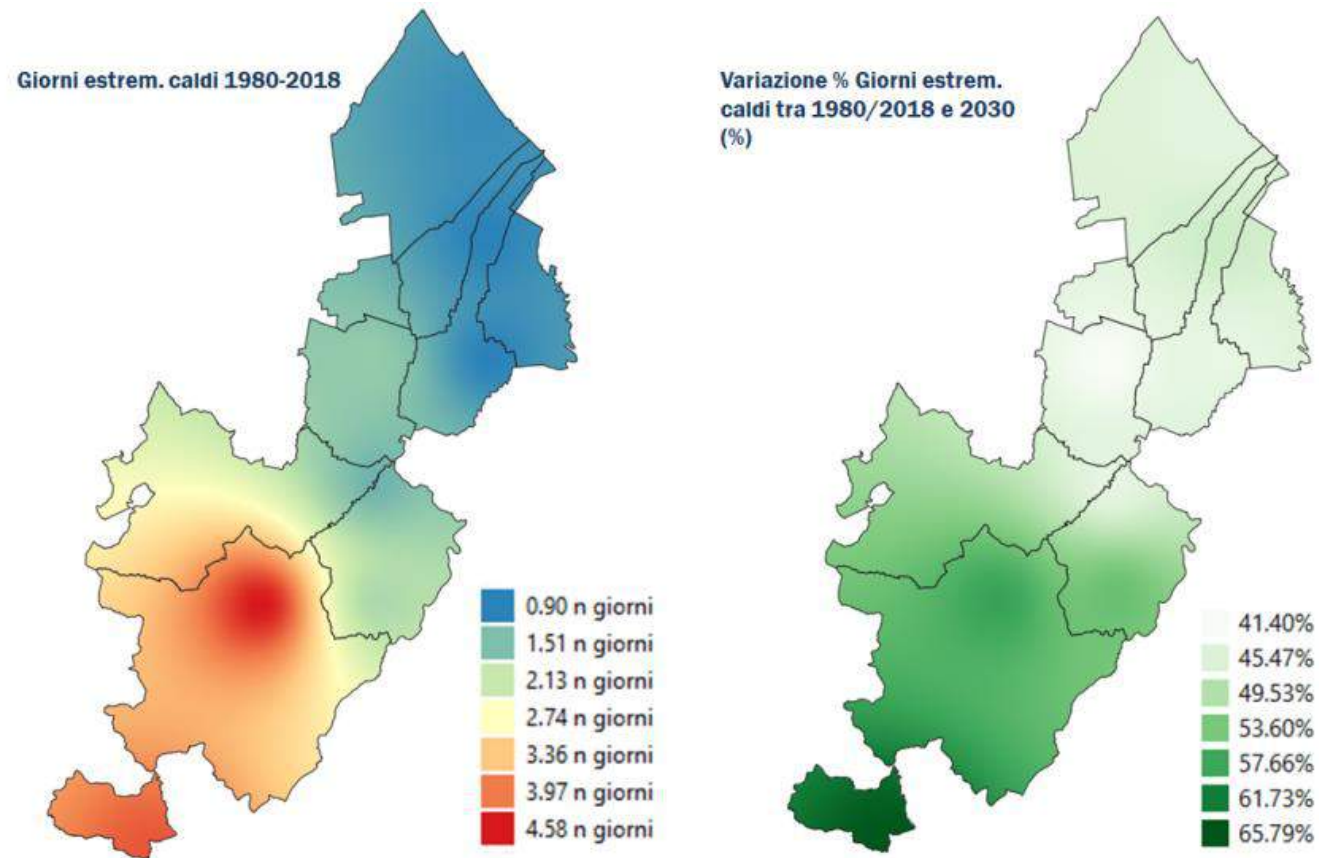 Giorni estrem. caldi 1980-2018
0.90 n giorni
1.51 n giorni
2.13 n giorni
2.74 n giorni
3.36 n giorni
3.97 n giorni
4.58 n giorni
Variazione % Giorni estrem.
caldi tra 1980/2018 e 2030
(%)
41.40%
45.47%
49.53%
53.60%
57.66%
61.73%
65.79%